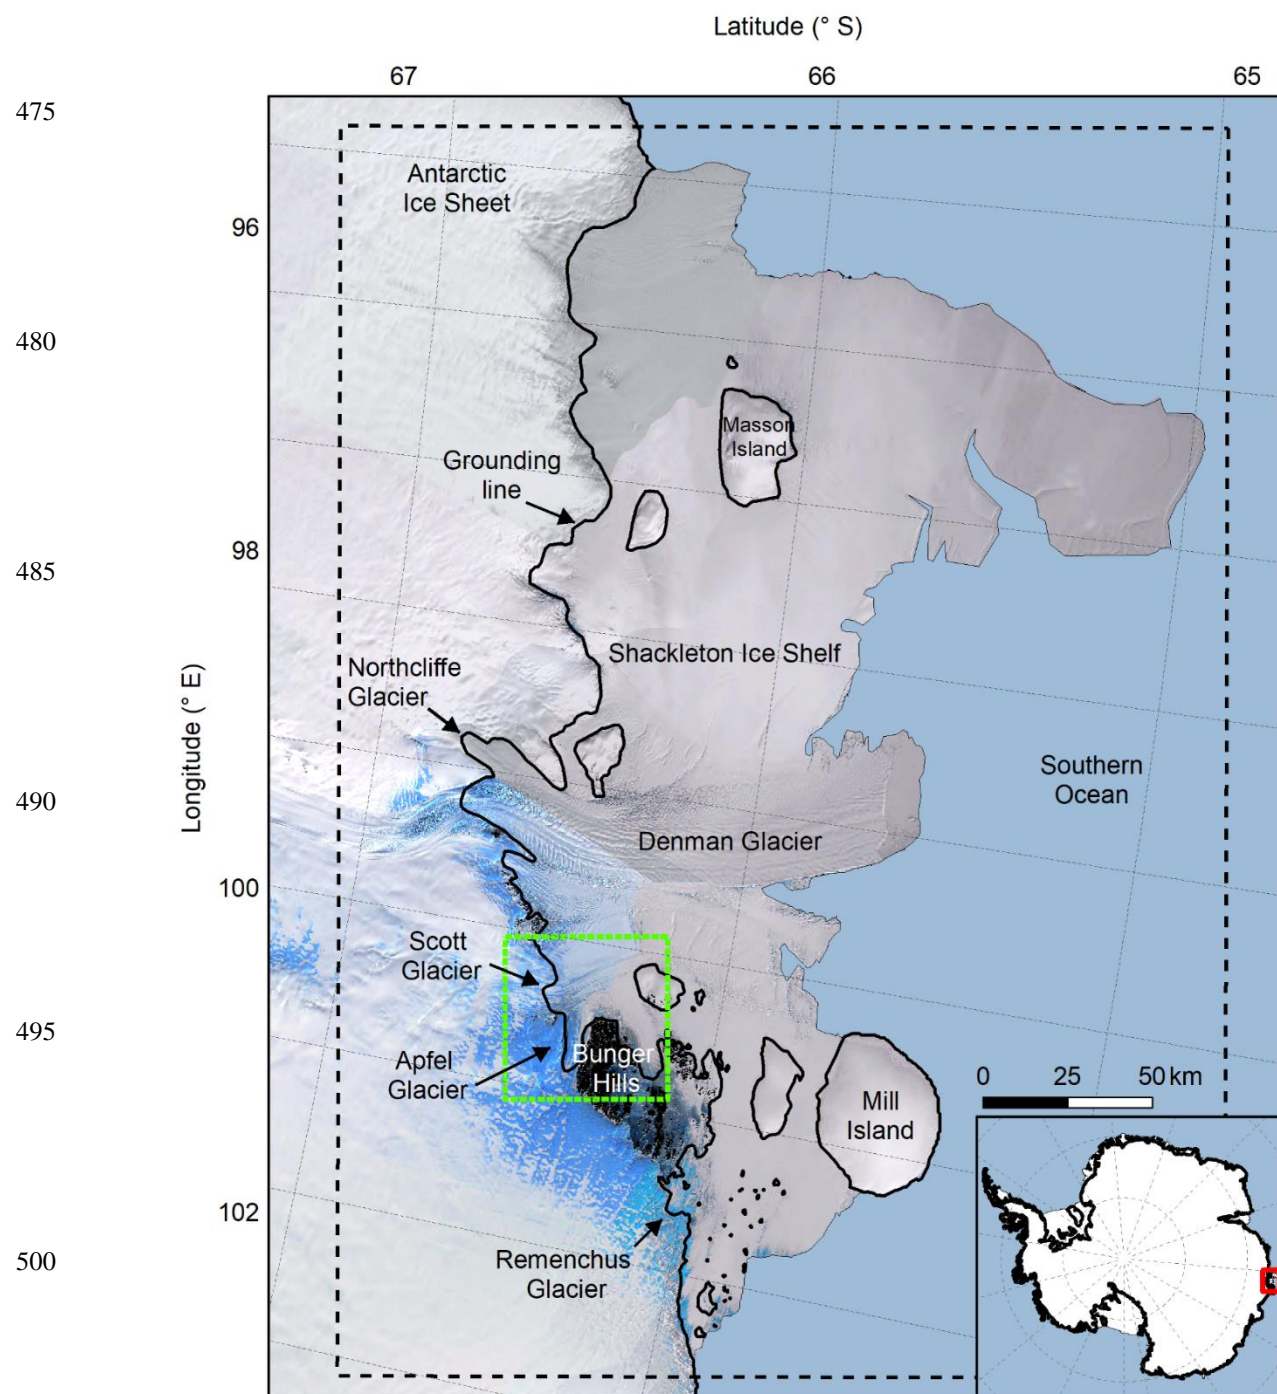 Latitude (° S)
67
66
65
475
Antarctic
Ice Sheet
96
480
Masson
Island
Grounding
line
98
485
Shackleton Ice Shelf
Northcliffe
Glacier
Longitude (° E)
Southern
Ocean
490
Denman Glacier
100
Scott
Glacier
495
Bunger
Hills
Apfel
Glacier
0
25
50 km
Mill
Island
102
Remenchus
Glacier
500